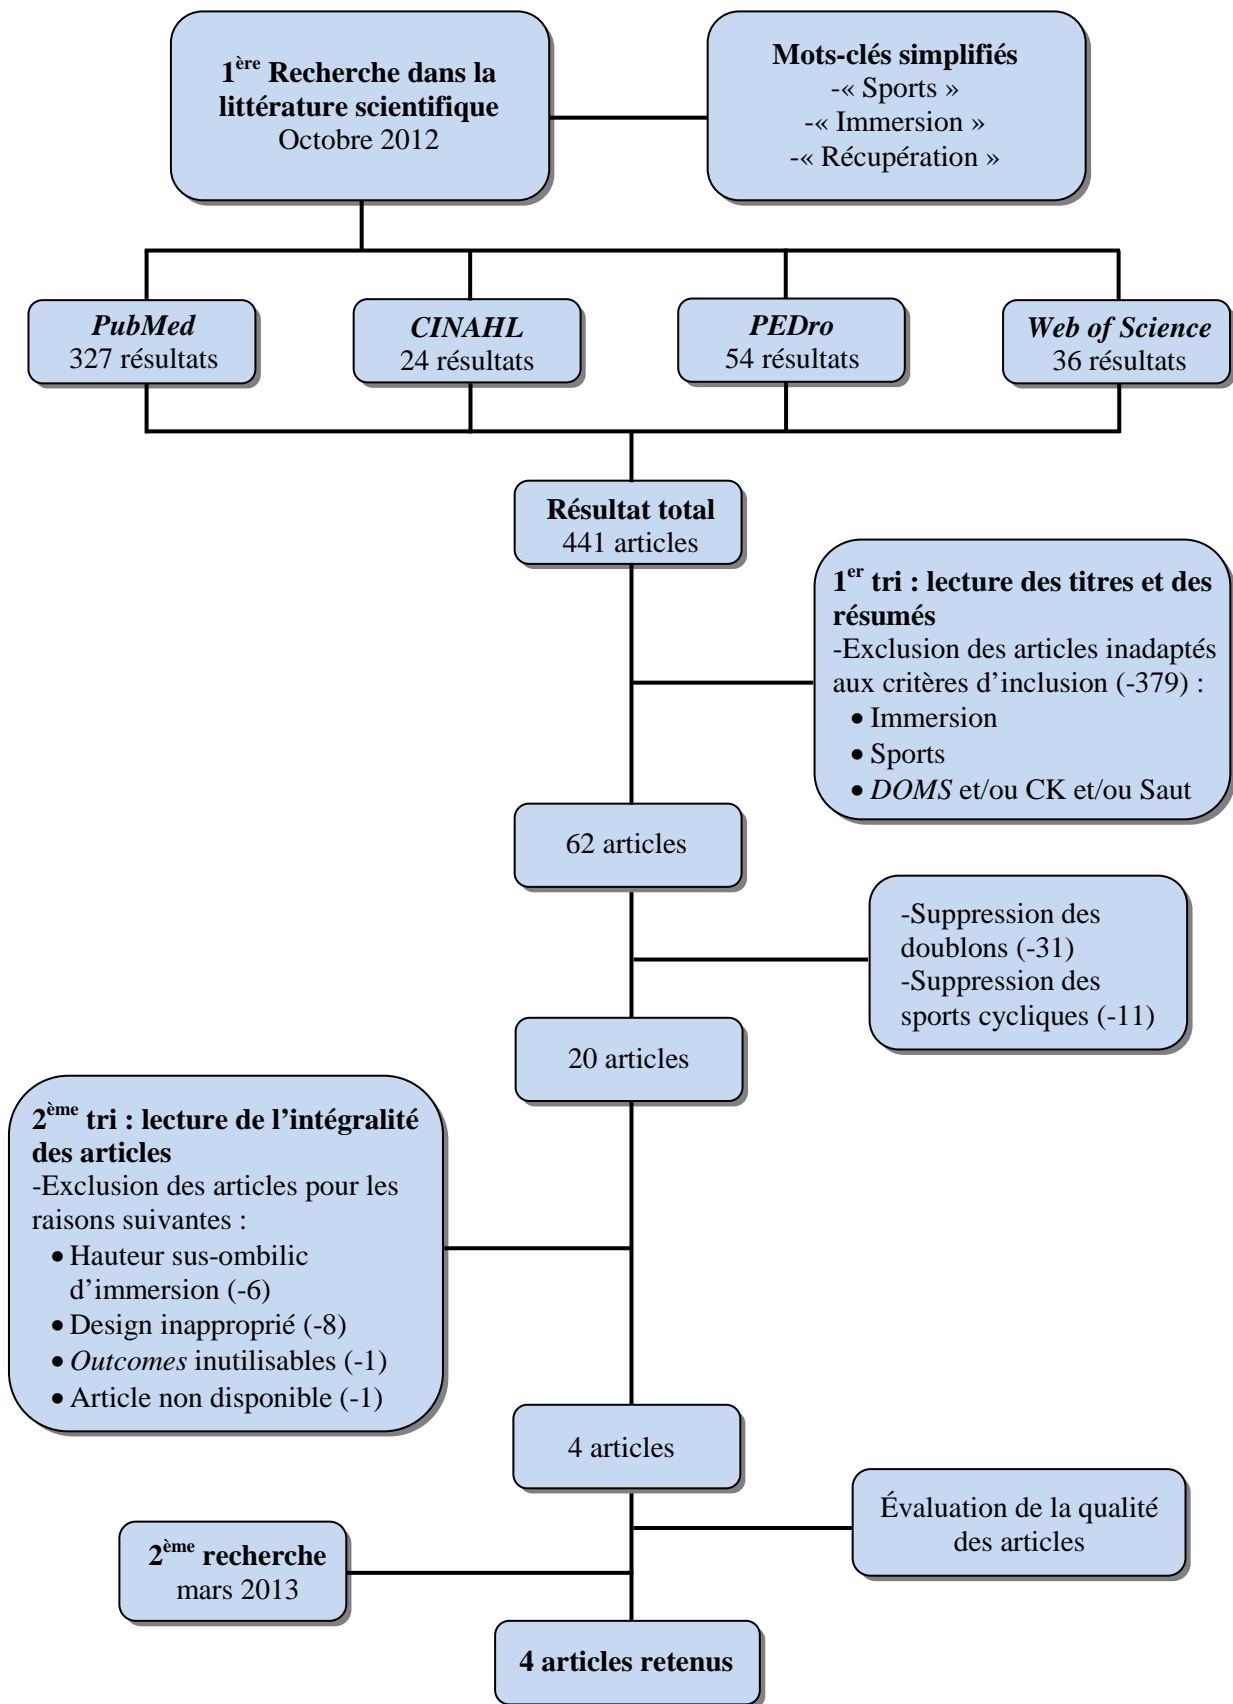 1ère Recherche dans la
littérature scientifique
Octobre 2012
Mots-clés simplifiés
-« Sports »
-« Immersion »
-« Récupération »
PubMed
327 résultats
CINAHL
24 résultats
PEDro
54 résultats
Web of Science
36 résultats
Résultat total
441 articles
1er tri : lecture des titres et des
résumés
-Exclusion des articles inadaptés
aux critères d’inclusion (-379) :
• Immersion
• Sports
• DOMS et/ou CK et/ou Saut
62 articles
-Suppression des
doublons (-31)
-Suppression des
sports cycliques (-11)
20 articles
2ème tri : lecture de l’intégralité
des articles
-Exclusion des articles pour les
raisons suivantes :
• Hauteur sus-ombilic
d’immersion (-6)
• Design inapproprié (-8)
• Outcomes inutilisables (-1)
• Article non disponible (-1)
4 articles
Évaluation de la qualité
des articles
2ème recherche
mars 2013
4 articles retenus